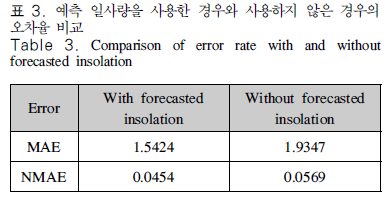 표 3. 예측 일사량을 사용한 경우와 사용하지 않은 경우의
오차율 비교
Table 3. Comparison of error rate with and without
forecasted insolation
Error With forecasted insolation Without forecasted insolation
MAE 1.5424 1.9347
NMAE 0.0454 0.0569